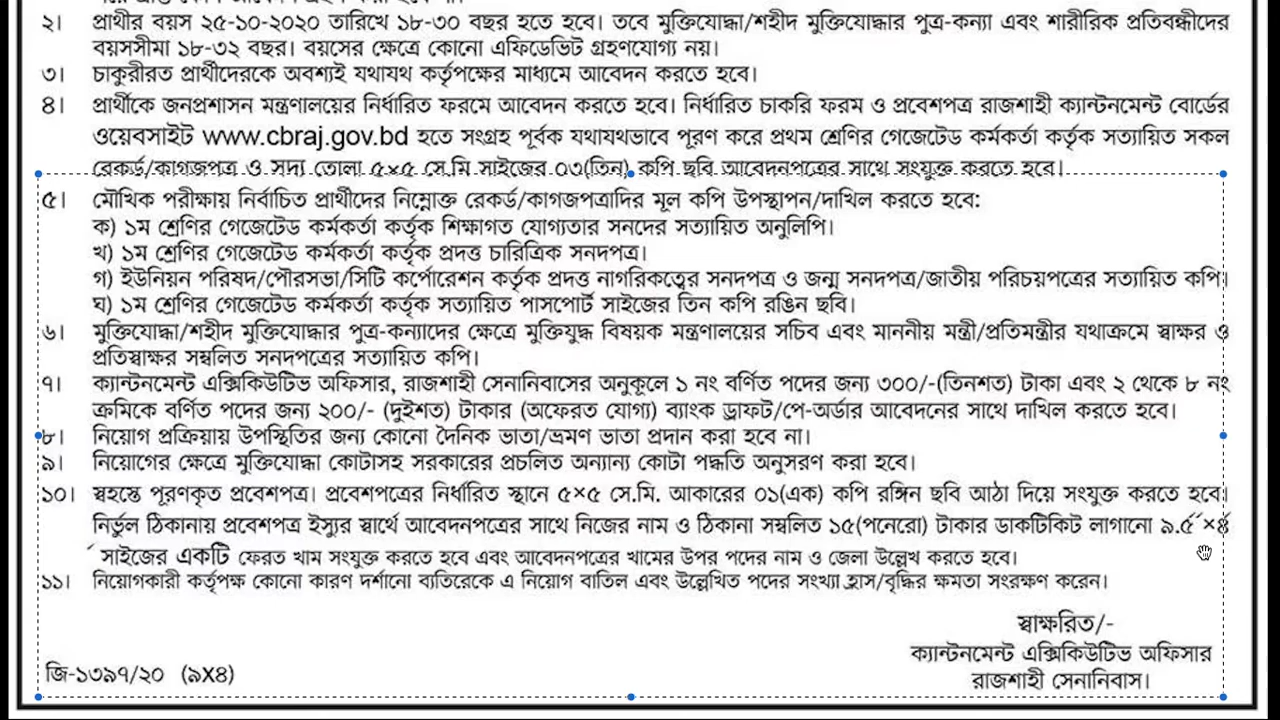 ২। প্রার্থীর বয়স ২৫-১০-২০২০ তারিখে ১৮-৩০ বছর হতে হবে। তবে মুক্তিযোদ্ধা/শহীদ মুক্তিযোদ্ধার পুত্র-কন্যা এবং শারীরিক প্রতিবন্ধীদের
বয়সসীমা ১৮-৩২ বছর। বয়সের ক্ষেত্রে কোনো এফিডেভিট গ্রহণযোগ্য নয়।
৩। চাকুরীরত প্রার্থীদেরকে অবশ্যই যথাযথ কর্তৃপক্ষের মাধ্যমে আবেদন করতে হবে।
৪। প্রার্থীকে জনপ্রশাসন মন্ত্রণালয়ের নির্ধারিত ফরমে আবেদন করতে হবে। নির্ধারিত চাকরি ফরম ও প্রবেশপত্র রাজশাহী ক্যান্টনমেন্ট বোর্ডের
ওয়েবসাইট www.cbraj.gov.bd হতে সংগ্রহ পূর্বক যথাযথভাবে পূরণ করে প্রথম শ্রেণির গেজেটেড কর্মকর্তা কর্তৃক সত্যায়িত সকল
রেকর্ড/কাগজপত্র ও সদ্য তোলা ৫×৫ সে.মি সাইজের ০৩(তিন) কপি ছবি আবেদনপত্রের সাথে সংযুক্ত করতে হবে।
৫। মৌখিক পরীক্ষায় নির্বাচিত প্রার্থীদের নিম্নোক্ত রেকর্ড/কাগজপত্রাদির মূল কপি উপস্থাপন/দাখিল করতে হবে:
ক) ১ম শ্রেণির গেজেটেড কর্মকর্তা কর্তৃক শিক্ষাগত যোগ্যতার সনদের সত্যায়িত অনুলিপি।
খ) ১ম শ্রেণির গেজেটেড কর্মকর্তা কর্তৃক প্রদত্ত চারিত্রিক সনদপত্র।
গ) ইউনিয়ন পরিষদ/পৌরসভা/সিটি কর্পোরেশন কর্তৃক প্রদত্ত নাগরিকত্বের সনদপত্র ও জন্ম সনদপত্র/জাতীয় পরিচয়পত্রের সত্যায়িত কপি।
ঘ) ১ম শ্রেণির গেজেটেড কর্মকর্তা কর্তৃক সত্যায়িত পাসপোর্ট সাইজের তিন কপি রঙিন ছবি।
৬। মুক্তিযোদ্ধা/শহীদ মুক্তিযোদ্ধার পুত্র-কন্যাদের ক্ষেত্রে মুক্তিযুদ্ধ বিষয়ক মন্ত্রণালয়ের সচিব এবং মাননীয় মন্ত্রী/প্রতিমন্ত্রীর যথাক্রমে স্বাক্ষর ও
প্রতিস্বাক্ষর সম্বলিত সনদপত্রের সত্যায়িত কপি।
৭। ক্যান্টনমেন্ট এক্সিকিউটিভ অফিসার, রাজশাহী সেনানিবাসের অনুকূলে ১ নং বর্ণিত পদের জন্য ৩০০/-(তিনশত) টাকা এবং ২ থেকে ৮ নং
ক্রমিকে বর্ণিত পদের জন্য ২০০/- (দুইশত) টাকার (অফেরত যোগ্য) ব্যাংক ড্রাফট/পে-অর্ডার আবেদনের সাথে দাখিল করতে হবে।
৮। নিয়োগ প্রক্রিয়ায় উপস্থিতির জন্য কোনো দৈনিক ভাতা/ভ্রমণ ভাতা প্রদান করা হবে না।
৯। নিয়োগের ক্ষেত্রে মুক্তিযোদ্ধা কোটাসহ সরকারের প্রচলিত অন্যান্য কোটা পদ্ধতি অনুসরণ করা হবে।
১০। স্বহস্তে পূরণকৃত প্রবেশপত্র। প্রবেশপত্রের নির্ধারিত স্থানে ৫×৫ সে.মি. আকারের ০১(এক) কপি রঙ্গিন ছবি আঠা দিয়ে সংযুক্ত করতে হবে।
নির্ভুল ঠিকানায় প্রবেশপত্র ইস্যুর স্বার্থে আবেদনপত্রের সাথে নিজের নাম ও ঠিকানা সম্বলিত ১৫(পনেরো) টাকার ডাকটিকিট লাগানো ৯.৫´´×৪
´´ সাইজের একটি ফেরত খাম সংযুক্ত করতে হবে এবং আবেদনপত্রের খামের উপর পদের নাম ও জেলা উল্লেখ করতে হবে।
১১। নিয়োগকারী কর্তৃপক্ষ কোনো কারণ দর্শানো ব্যতিরেকে এ নিয়োগ বাতিল এবং উল্লেখিত পদের সংখ্যা হ্রাস/বৃদ্ধির ক্ষমতা সংরক্ষণ করেন।
স্বাক্ষরিত/-
ক্যান্টনমেন্ট এক্সিকিউটিভ অফিসার
রাজশাহী সেনানিবাস।
জি-১৩৯৭/২০ (৯X৪)